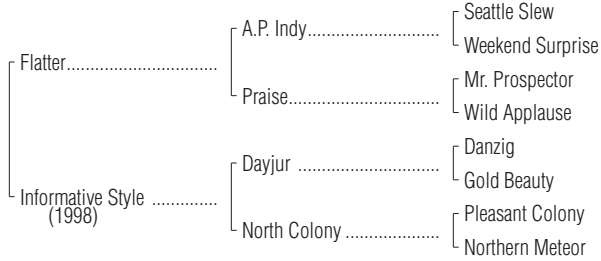 Seattle Slew
A.P. Indy
Weekend Surprise
Flatter
Mr. Prospector
Praise
Wild Applause
Danzig
Dayjur
Gold Beauty
Informative Style
(1998)
Pleasant Colony
North Colony
Northern Meteor